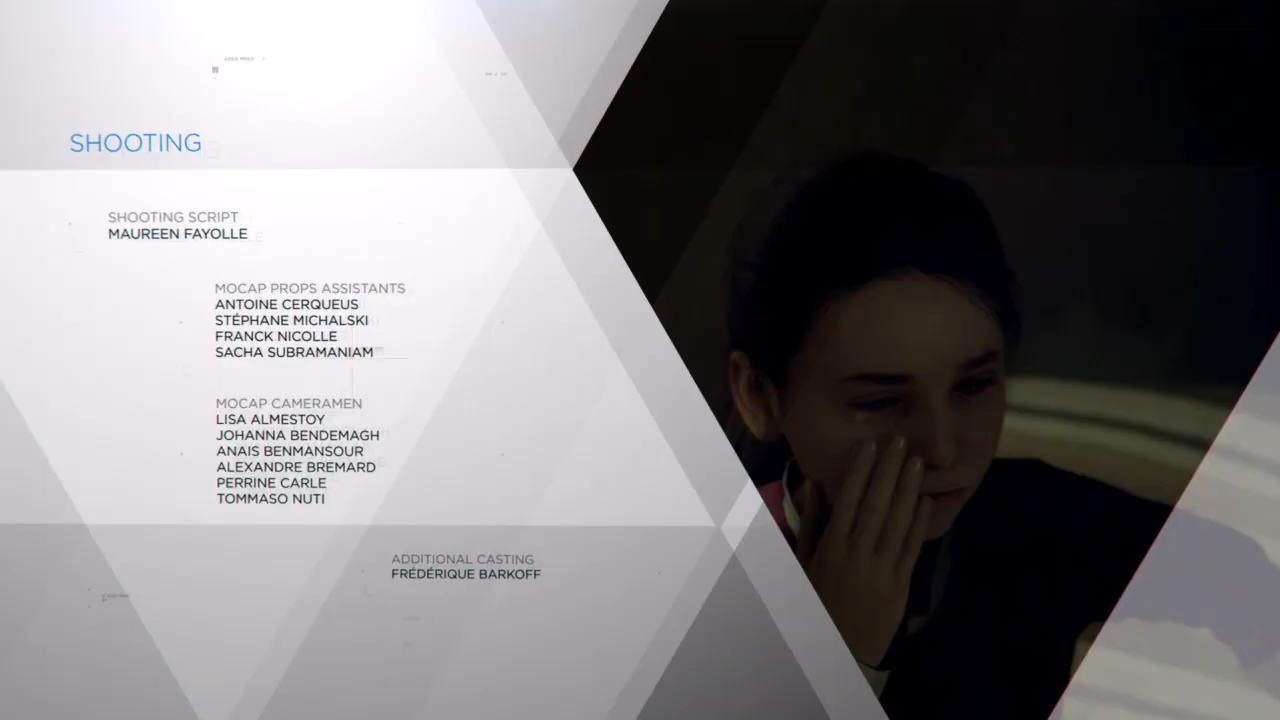 SHOOTING
SHOOTING SCRIPT
MAUREEN FAYOLLE
MOCAP PROPS ASSISTANTS
ANTOINE CERQUEUS
STÉPHANE MICHALSKI
FRANCK NICOLLE
SACHA SUBRAMANIAM
MOCAP CAMERAMEN
LISA ALMESTOY
JOHANNA BENDEMAGH
ANAIS BENMANSOUR
ALEXANDRE BREMARD
PERRINE CARLE
TOMMASO NUTI
ADDITIONAL CASTING
FRÉDÉRIQUE BARKOFF